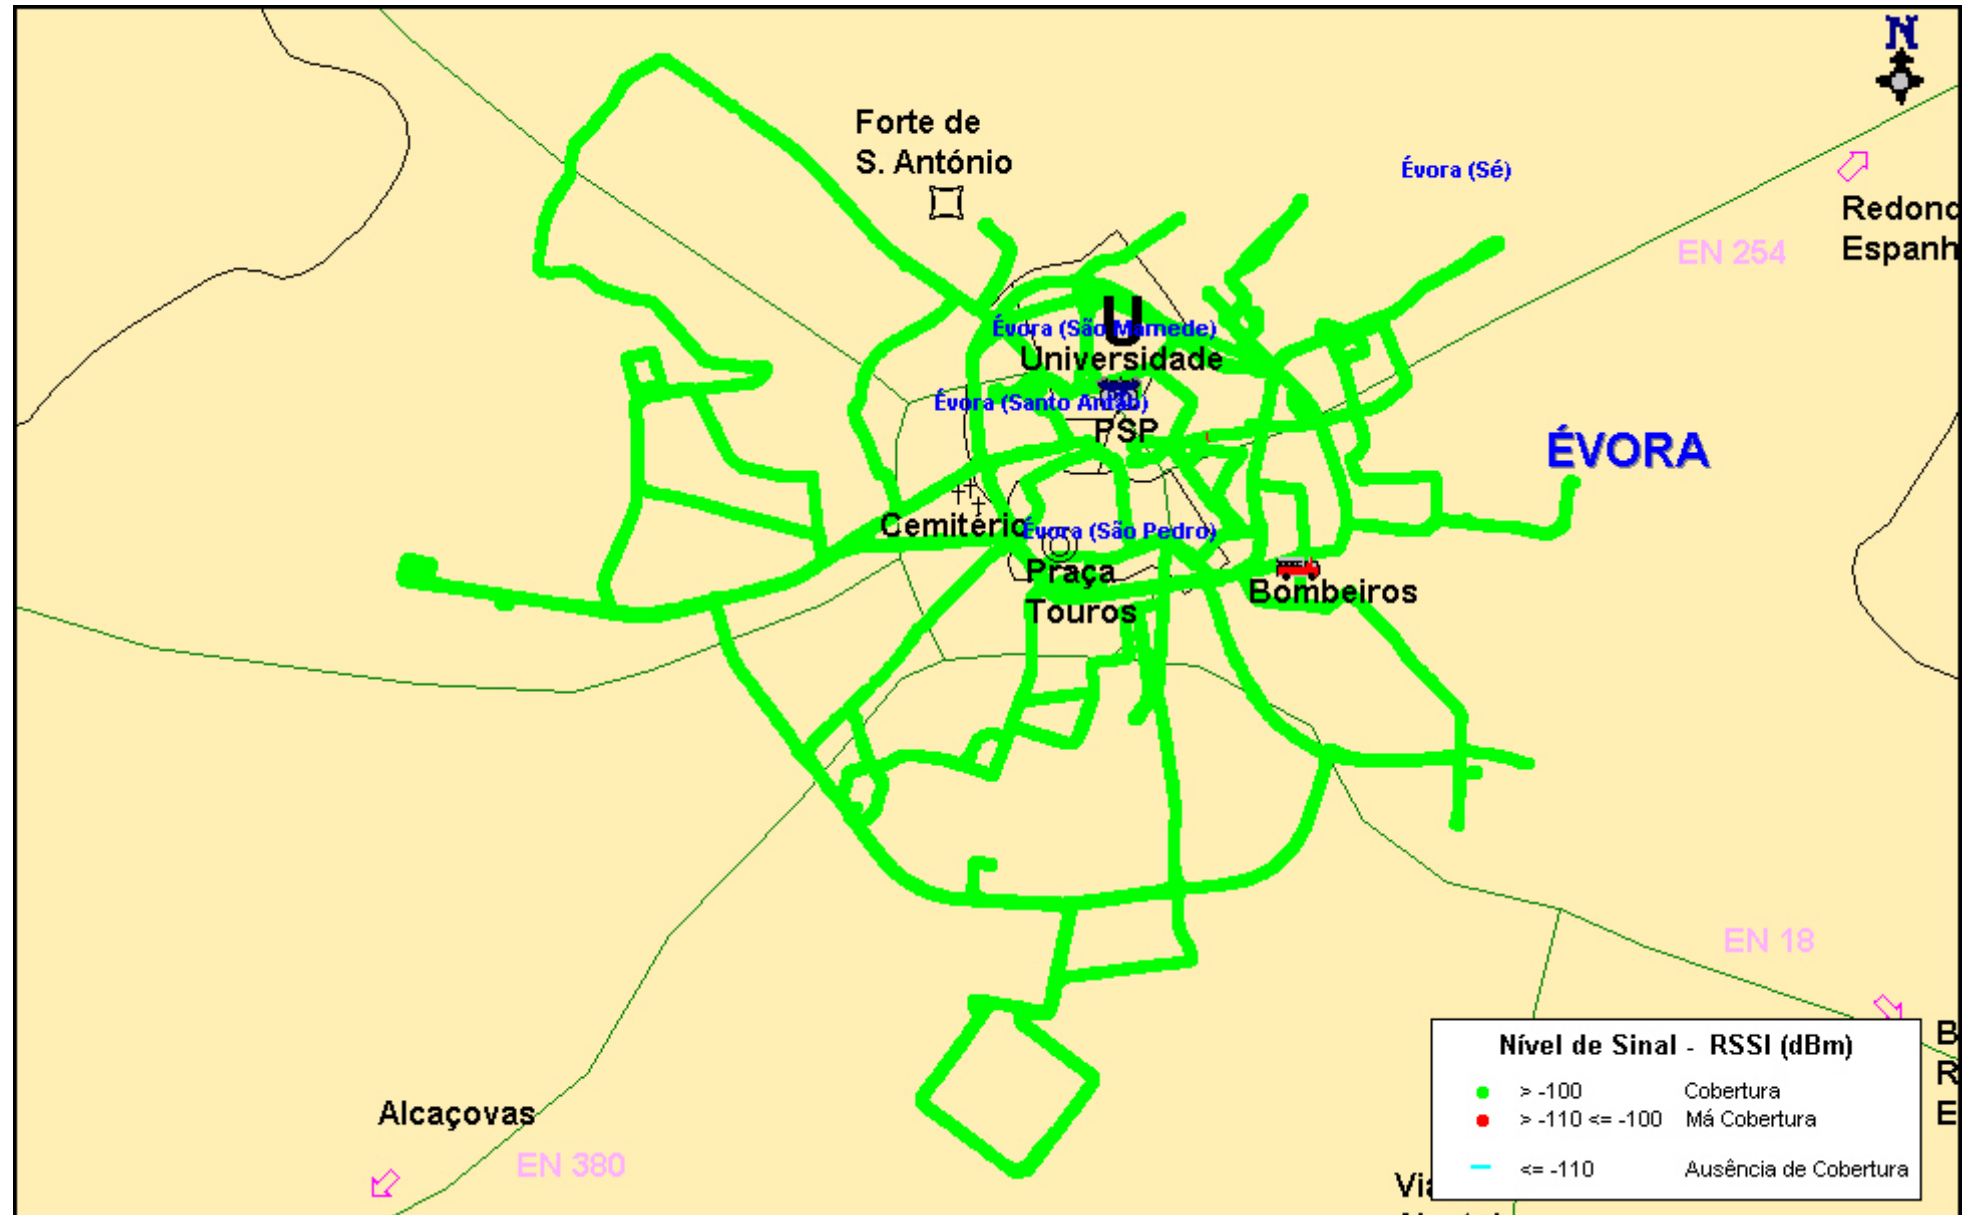 N
Forte de
S. António
Évora (Sé)
Redond
Espanh
EN 254
U
Évora (São Mamede)
Universidade
Évora (Santo Antão)
PSP
ÉVORA
Cemitério
Évora (São Pedro)
Praça
Touros
Bombeiros
EN 18
Alcaçovas
EN 380
B
R
E
Via
Nível de Sinal - RSSI (dBm)
> -100 Cobertura
> -110 <= -100 Má Cobertura
<= -110 Ausência de Cobertura